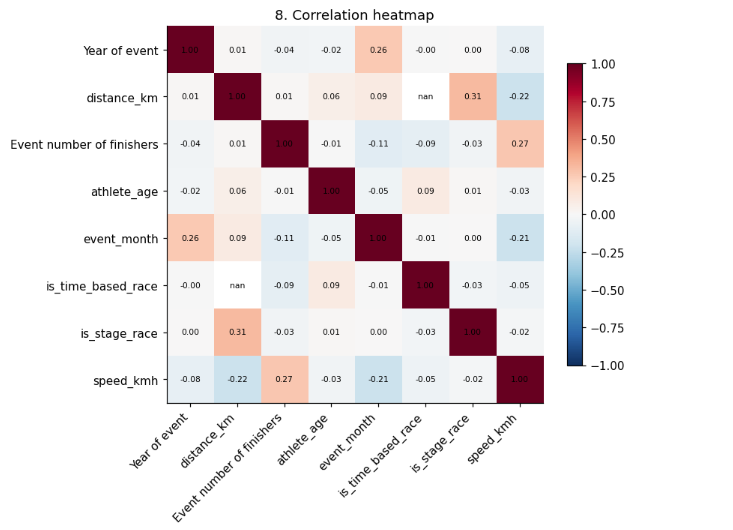 8. Correlation heatmap
Year of event 1.00 0.01 -0.04 -0.02 0.26 -0.00 0.00 -0.08
distance_km 0.01 1.00 0.01 0.06 0.09 nan 0.31 -0.22
Event number of finishers -0.04 0.01 1.00 -0.01 -0.11 -0.09 -0.03 0.27
athlete_age -0.02 0.06 -0.01 1.00 -0.05 0.09 0.01 -0.03
event_month 0.26 0.09 -0.11 -0.05 1.00 -0.01 0.00 -0.21
is_time_based_race -0.00 nan -0.09 0.09 -0.01 1.00 -0.03 -0.05
is_stage_race 0.00 0.31 -0.03 0.01 0.00 -0.03 1.00 -0.02
speed_kmh -0.08 -0.22 0.27 -0.03 -0.21 -0.05 -0.02 1.00
Year of event
distance_km
Event number of finishers
athlete_age
event_month
is_time_based_race
is_stage_race
speed_kmh
1.00
0.75
0.50
0.25
0.00
−0.25
−0.50
−0.75
−1.00